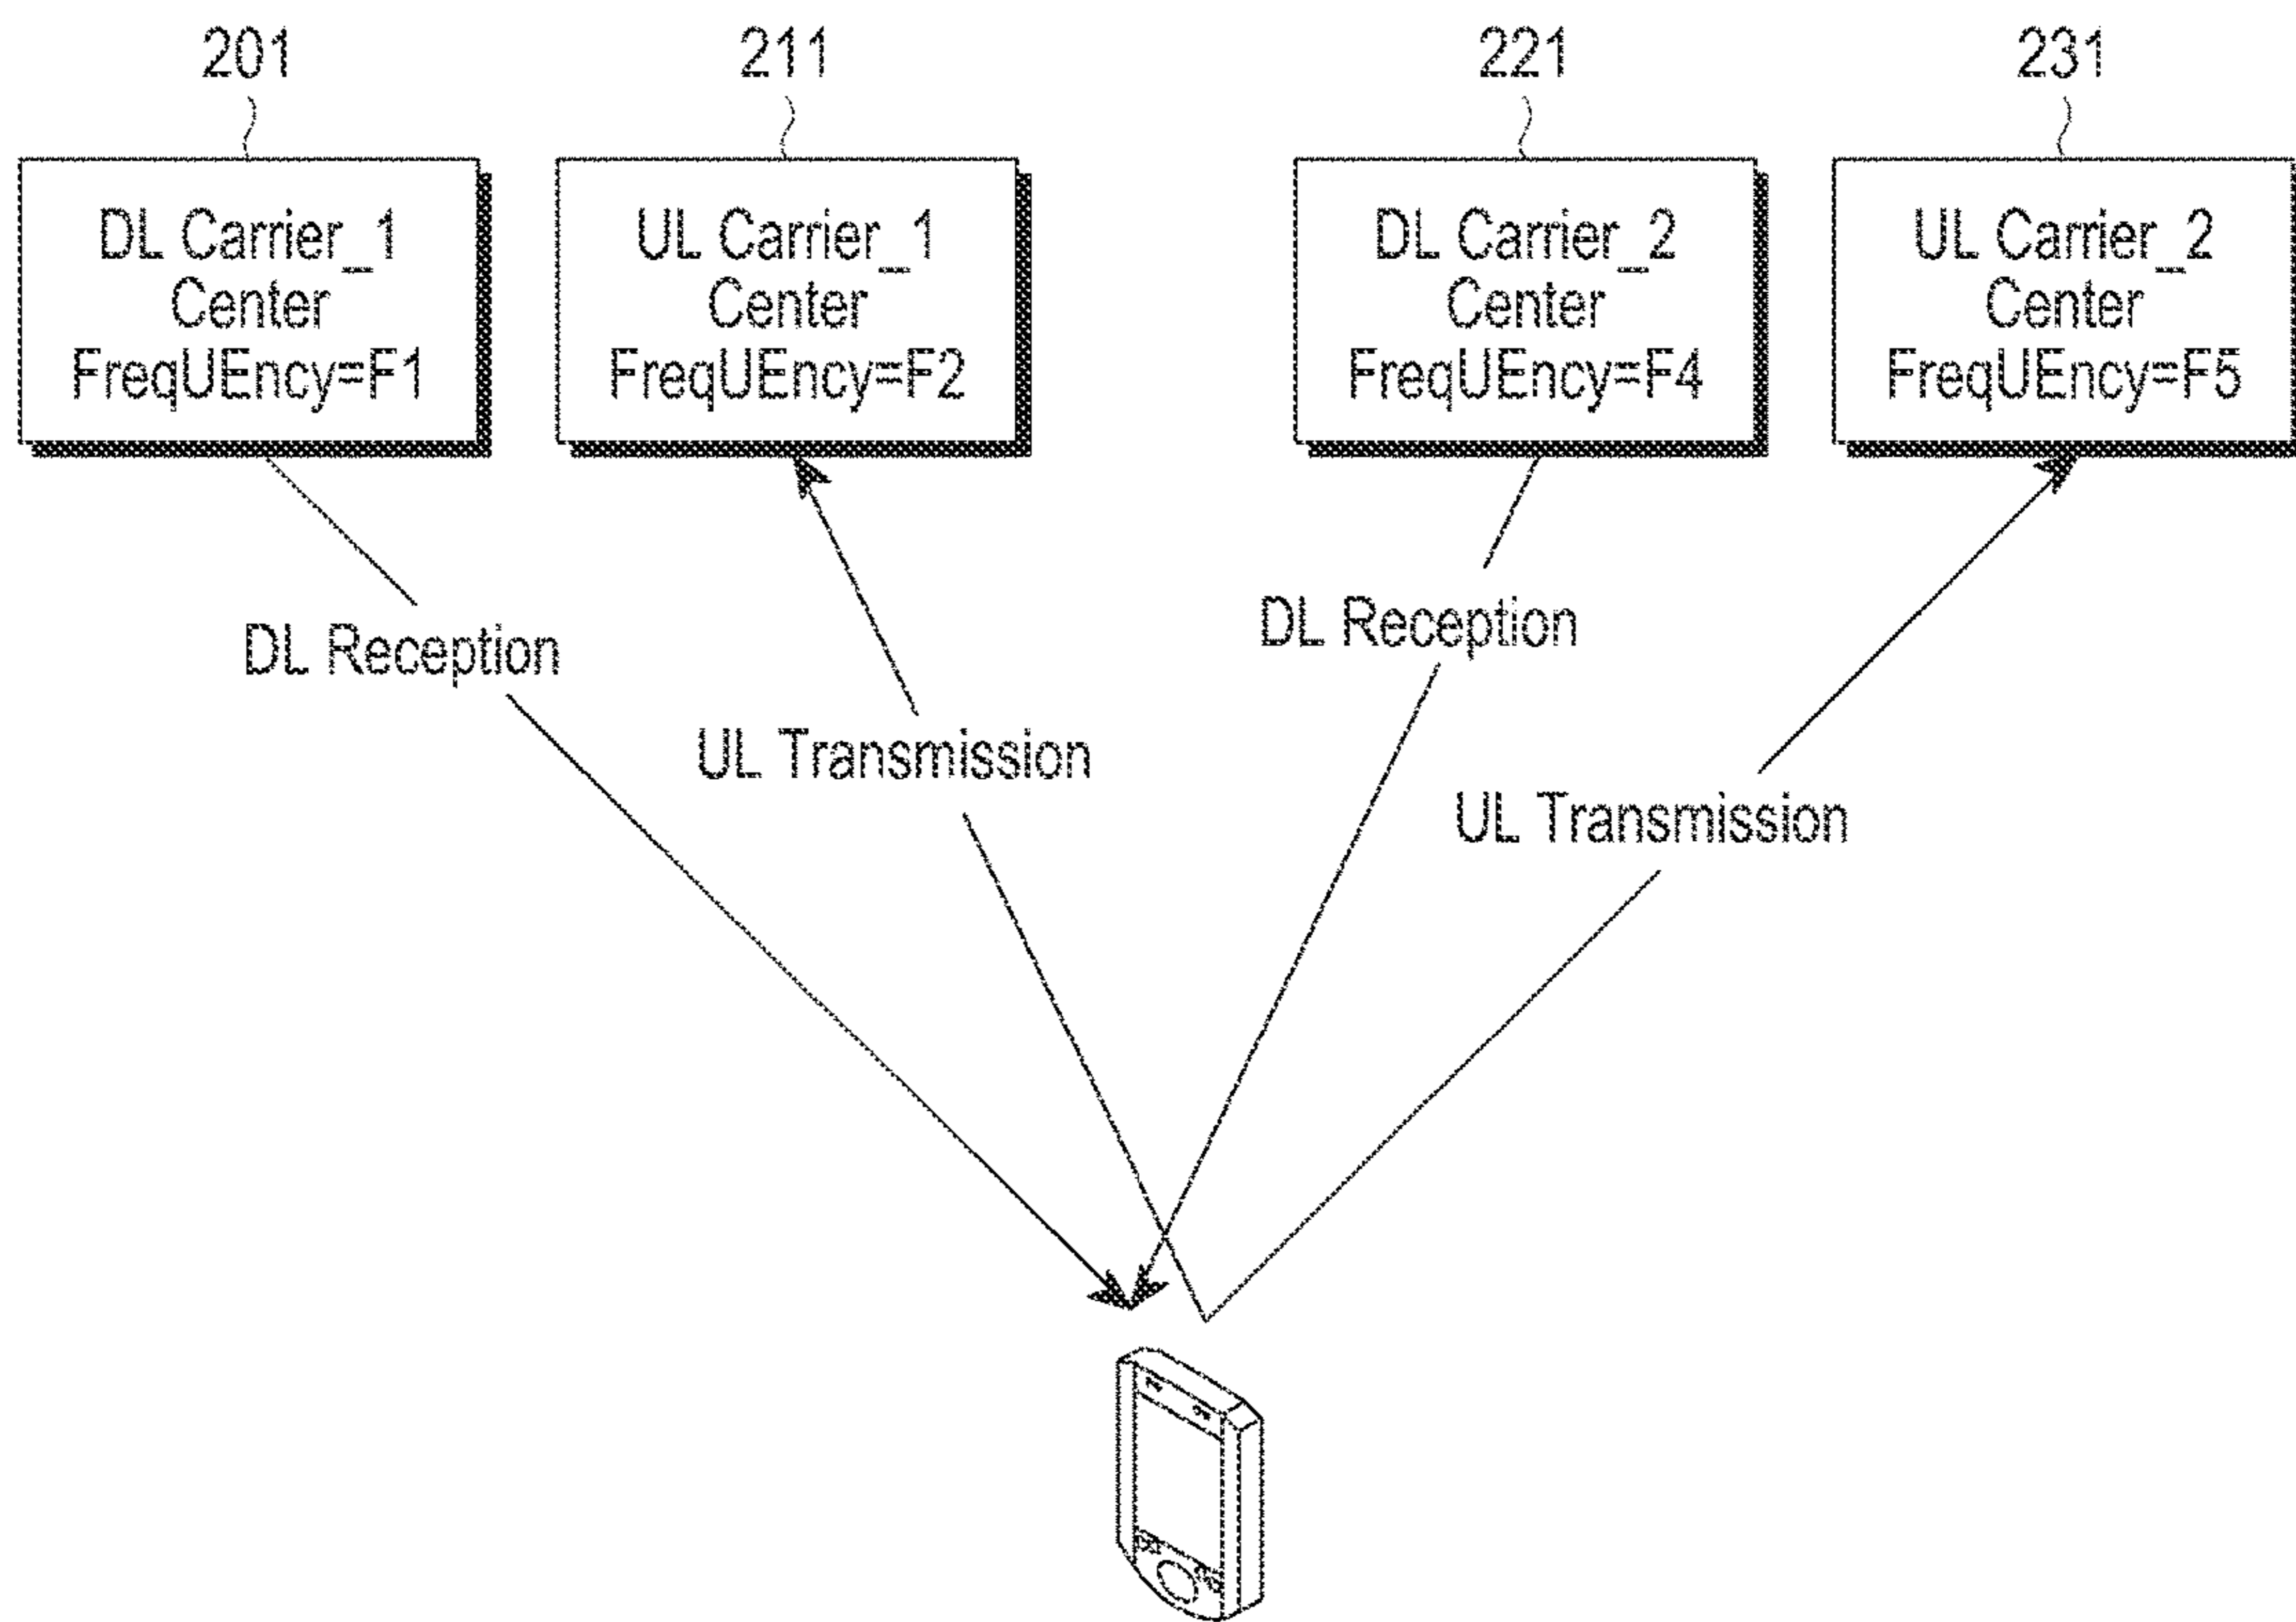 201
211
221
231
DL Carrier_1
Center
FreqUEncy=F1
UL Carrier_1
Center
FreqUEncy=F2
DL Carrier_2
Center
FreqUEncy=F4
UL Carrier_2
Center
FreqUEncy=F5
DL Reception
UL Transmission
DL Reception
UL Transmission